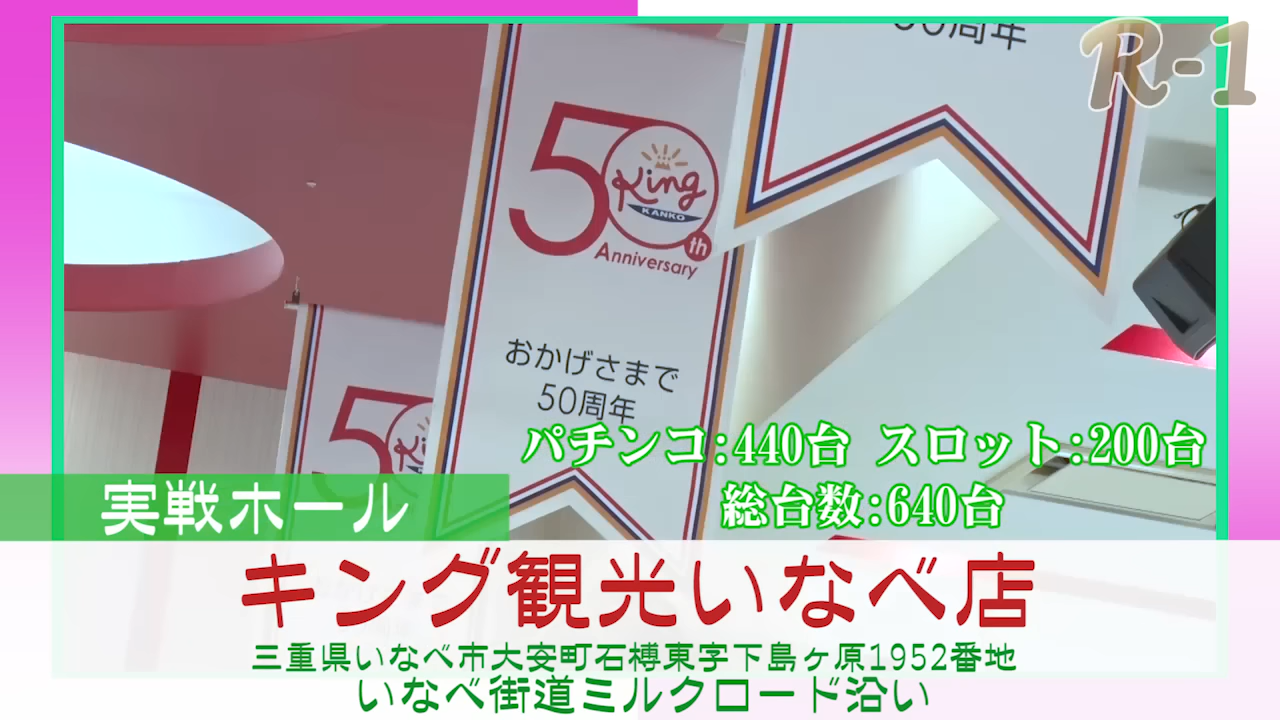 R-1
50周年
50
King
KANKO
th
Anniversary
おかげさまで
50周年
50
パチンコ:440台 スロット:200台
総台数:640台
実戦ホール
キング観光いなべ店
三重県いなべ市大安町石榑東字下島ヶ原1952番地
いなべ街道ミルクロード沿い